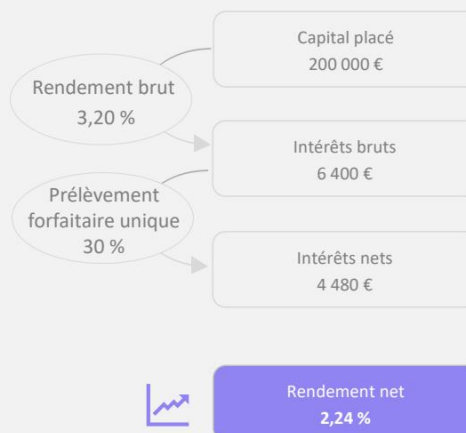 Capital placé
200 000 €
Rendement brut
3,20 %
Intérêts bruts
6 400 €
Prélèvement
forfaitaire unique
30 %
Intérêts nets
4 480 €
Rendement net
2,24 %